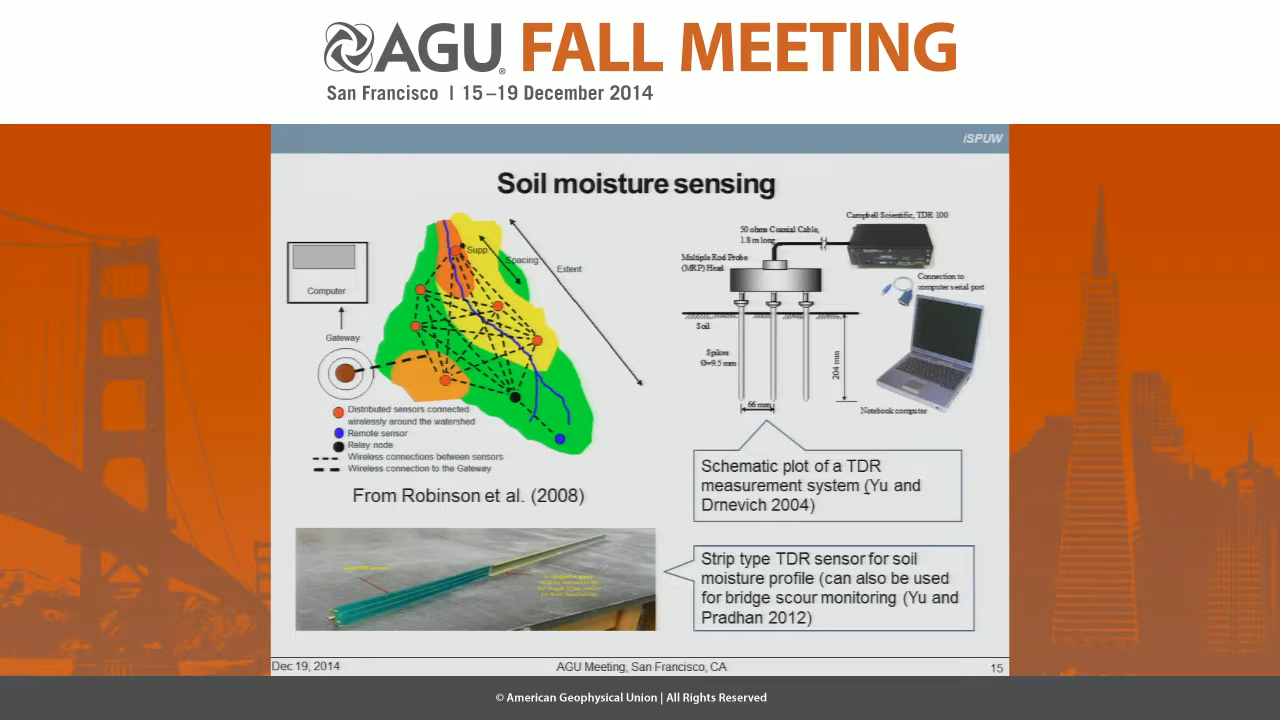 AGU FALL MEETING
San Francisco | 15–19 December 2014
iSPUW
Soil moisture sensing
Computer
Gateway
Supp
Spacing
Extent
Distributed sensors connected
wirelessly around the watershed
Remote sensor
Relay node
Wireless connections between sensors
Wireless connection to the Gateway
From Robinson et al. (2008)
Campbell Scientific, TDR 100
50 ohms Coaxial Cable,
1.8 m long
Multiple Rod Probe
(MRP) Head
Connection to
computer serial port
Soil
Spikes
Ø=9.5 mm
204 mm
66 mm
Notebook computer
Schematic plot of a TDR
measurement system (Yu and
Drnevich 2004)
Strip type TDR sensor for soil
moisture profile (can also be used
for bridge scour monitoring (Yu and
Pradhan 2012)
Dec 19, 2014
AGU Meeting, San Francisco, CA
15
© American Geophysical Union | All Rights Reserved